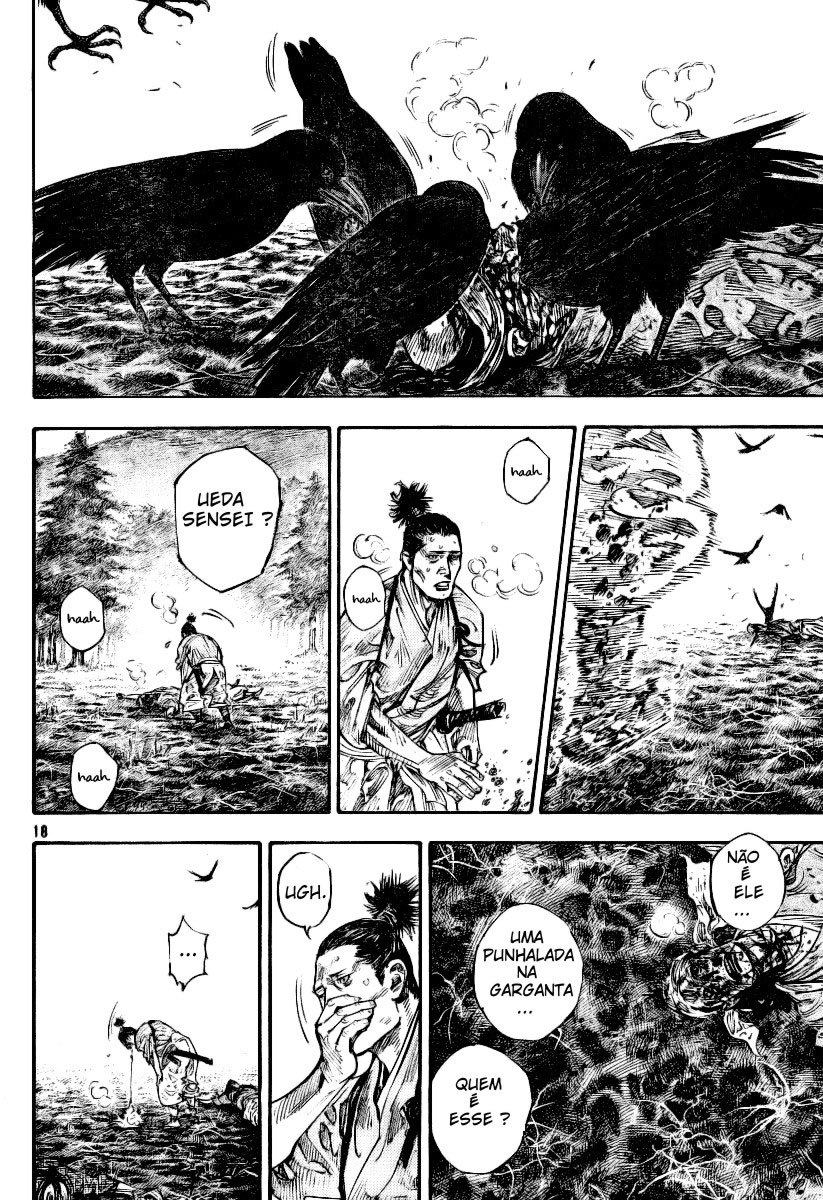 haah
haah
UEDA
SENSEI ?
haah
haah
18
NÃO
É
ELE
...
UMA
PUNHALADA
NA
GARGANTA
...
QUEM
É
ESSE ?
UGH.
...